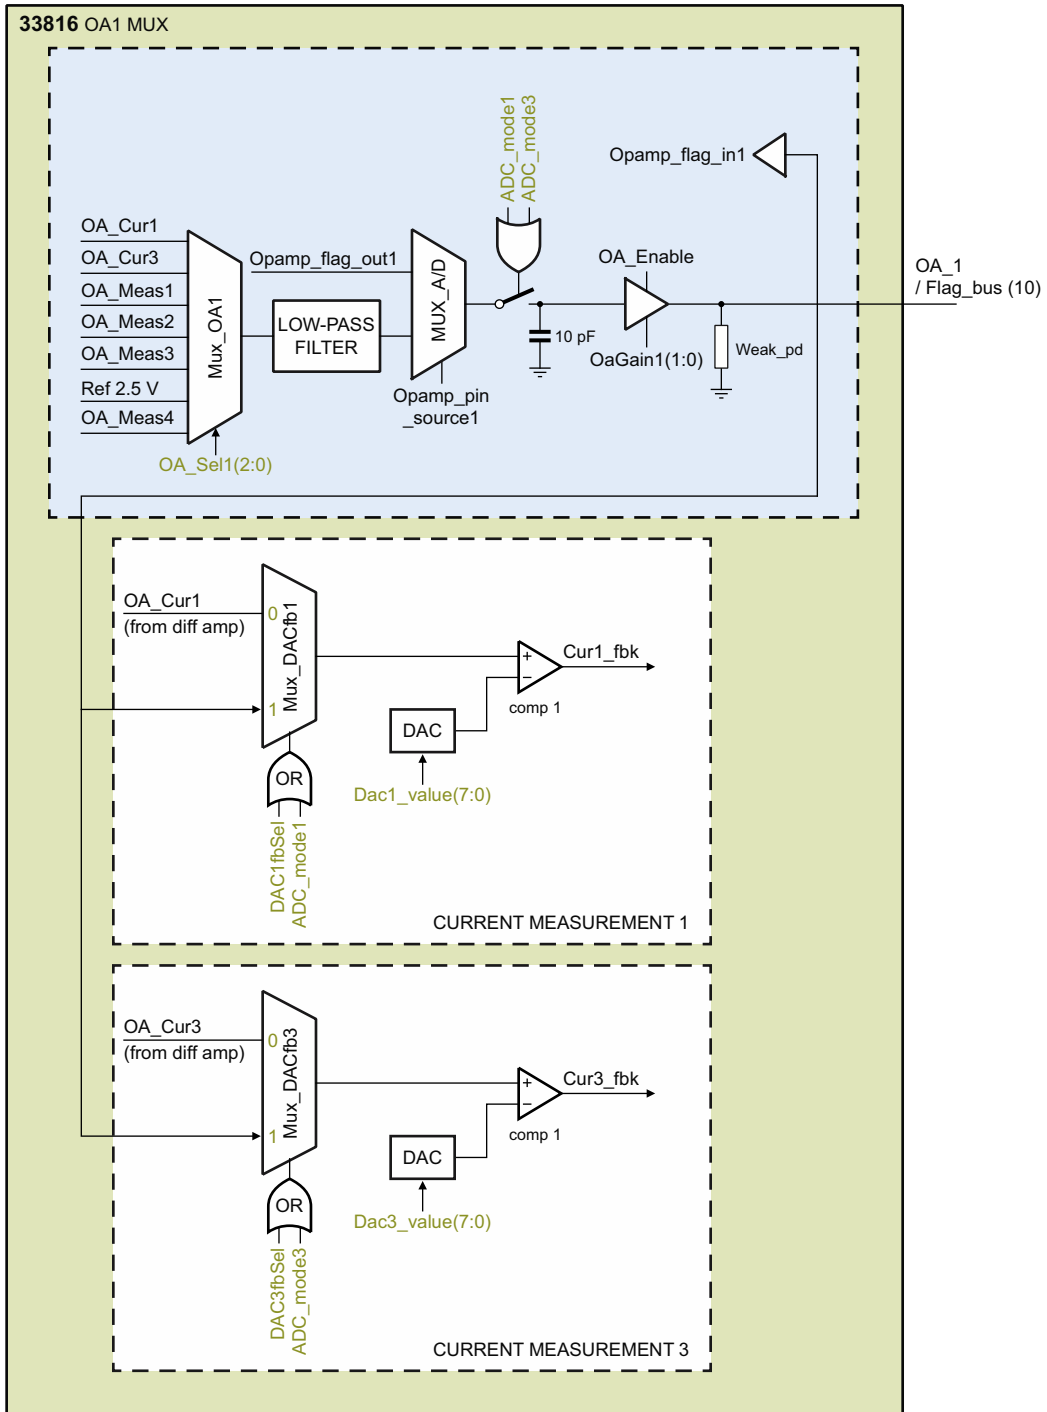 33816 OA1 MUX
ADC_mode1
ADC_mode3
Opamp_flag_in1
OA_Cur1
OA_Cur3
OA_Meas1
OA_Meas2
OA_Meas3
Ref 2.5 V
OA_Meas4
Mux_OA1
OA_Sel1(2:0)
Opamp_flag_out1
LOW-PASS
FILTER
MUX_A/D
Opamp_pin
_source1
10 pF
OA_Enable
OaGain1(1:0)
Weak_pd
OA_1
/ Flag_bus (10)
OA_Cur1
(from diff amp)
0
1
Mux_DACfb1
OR
DAC1fbSel
ADC_mode1
DAC
Dac1_value(7:0)
+
−
comp 1
Cur1_fbk
CURRENT MEASUREMENT 1
OA_Cur3
(from diff amp)
0
1
Mux_DACfb3
OR
DAC3fbSel
ADC_mode3
DAC
Dac3_value(7:0)
+
−
comp 1
Cur3_fbk
CURRENT MEASUREMENT 3